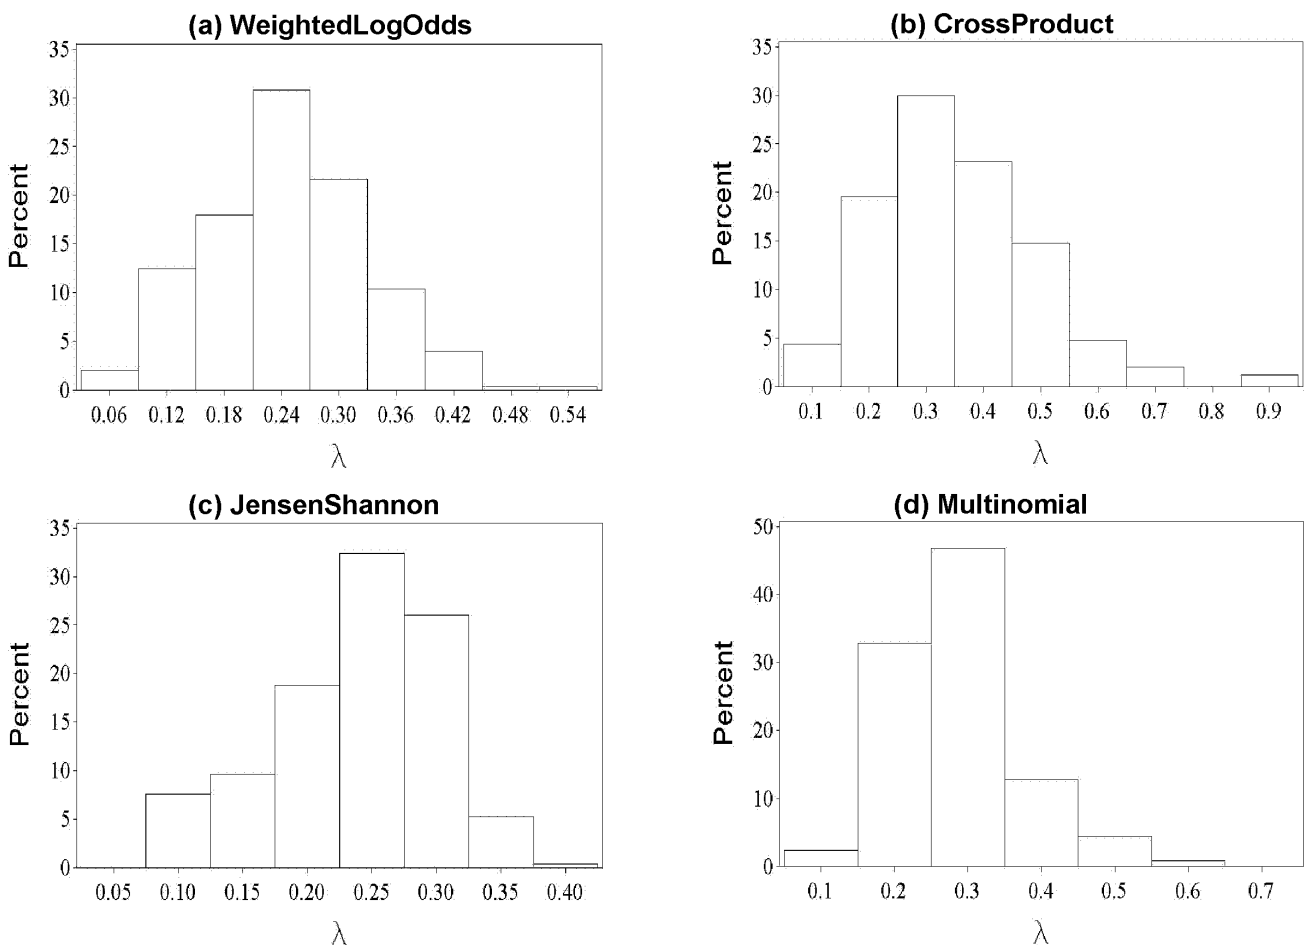 (a) WeightedLogOdds
35
30
25
20
15
10
5
0
Percent
0.06 0.12 0.18 0.24 0.30 0.36 0.42 0.48 0.54
λ
(b) CrossProduct
35
30
25
20
15
10
5
0
Percent
0.1 0.2 0.3 0.4 0.5 0.6 0.7 0.8 0.9
λ
(c) JensenShannon
35
30
25
20
15
10
5
0
Percent
0.05 0.10 0.15 0.20 0.25 0.30 0.35 0.40
λ
(d) Multinomial
50
40
30
20
10
0
Percent
0.1 0.2 0.3 0.4 0.5 0.6 0.7
λ